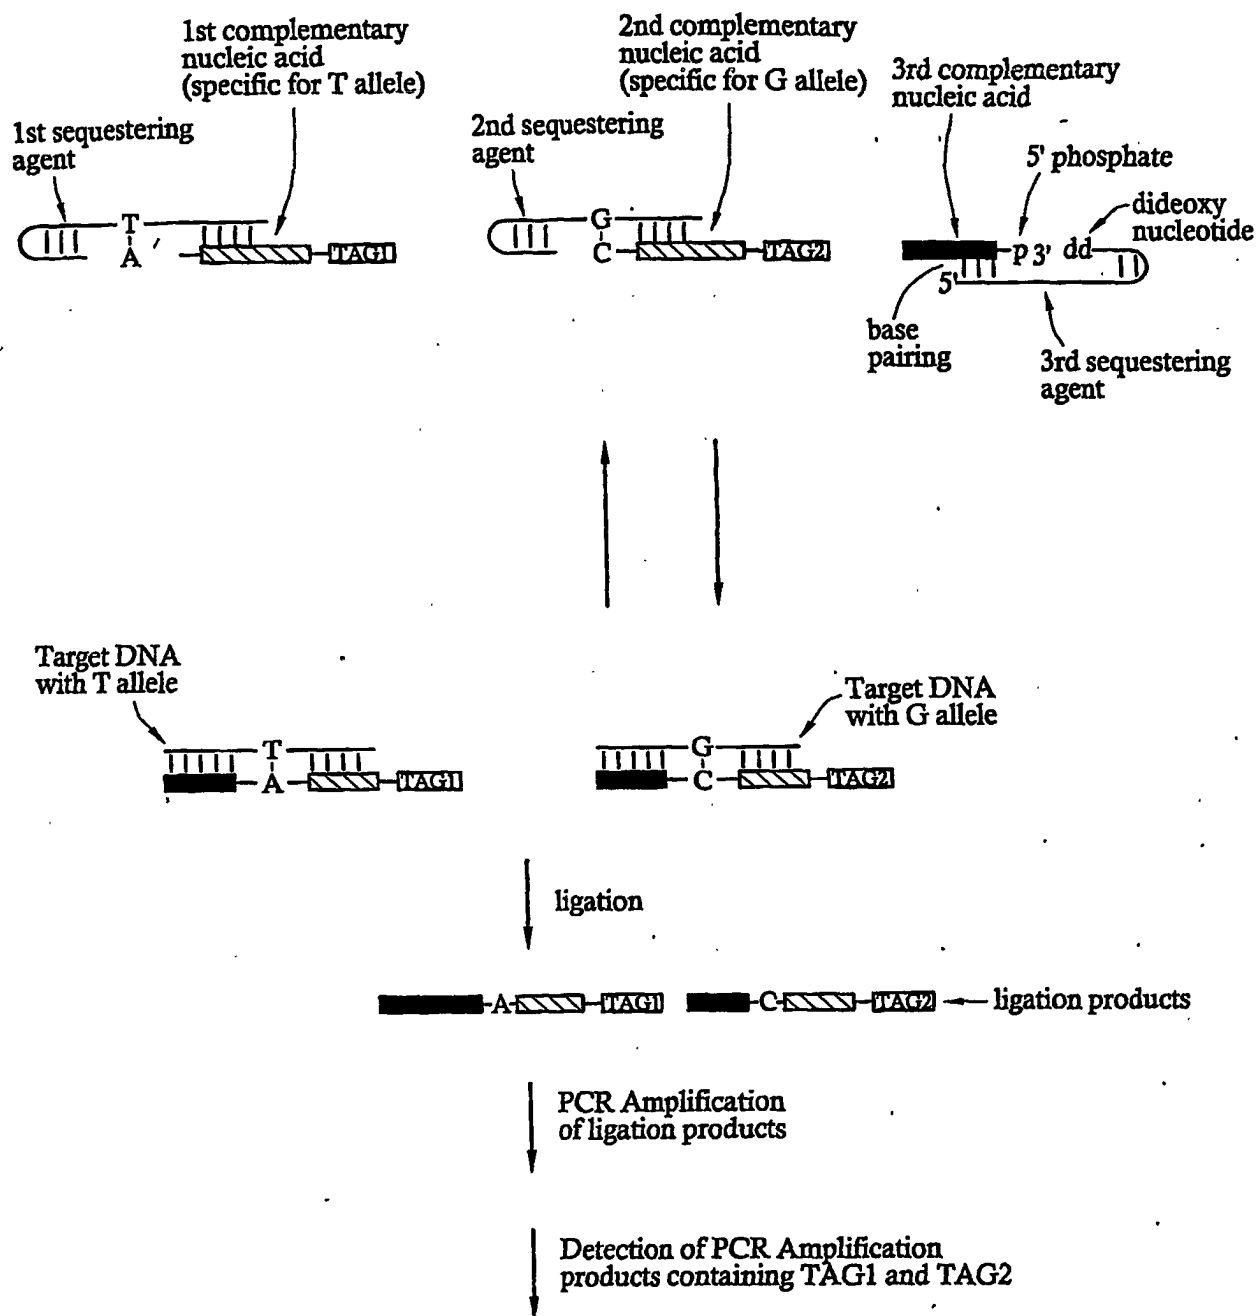 1st complementary
nucleic acid
(specific for T allele)
2nd complementary
nucleic acid
(specific for G allele)
3rd complementary
nucleic acid
1st sequestering
agent
2nd sequestering
agent
5' phosphate
dideoxy
nucleotide
T
A
TAG1
G
C
TAG2
p 3' dd
5'
base
pairing
3rd sequestering
agent
Target DNA
with T allele
Target DNA
with G allele
T
A
TAG1
G
C
TAG2
ligation
A
TAG1
C
TAG2
ligation products
PCR Amplification
of ligation products
Detection of PCR Amplification
products containing TAG1 and TAG2